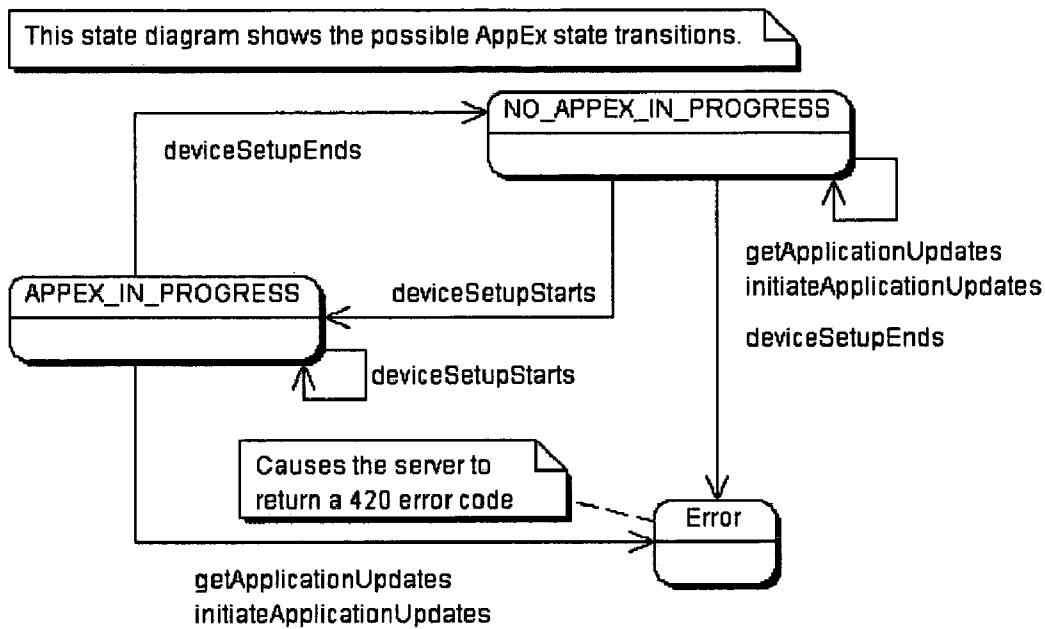 This state diagram shows the possible AppEx state transitions.
NO_APPEX_IN_PROGRESS
deviceSetupEnds
getApplicationUpdates
initiateApplicationUpdates
APPEX_IN_PROGRESS
deviceSetupStarts
deviceSetupEnds
deviceSetupStarts
Causes the server to
return a 420 error code
Error
getApplicationUpdates
initiateApplicationUpdates